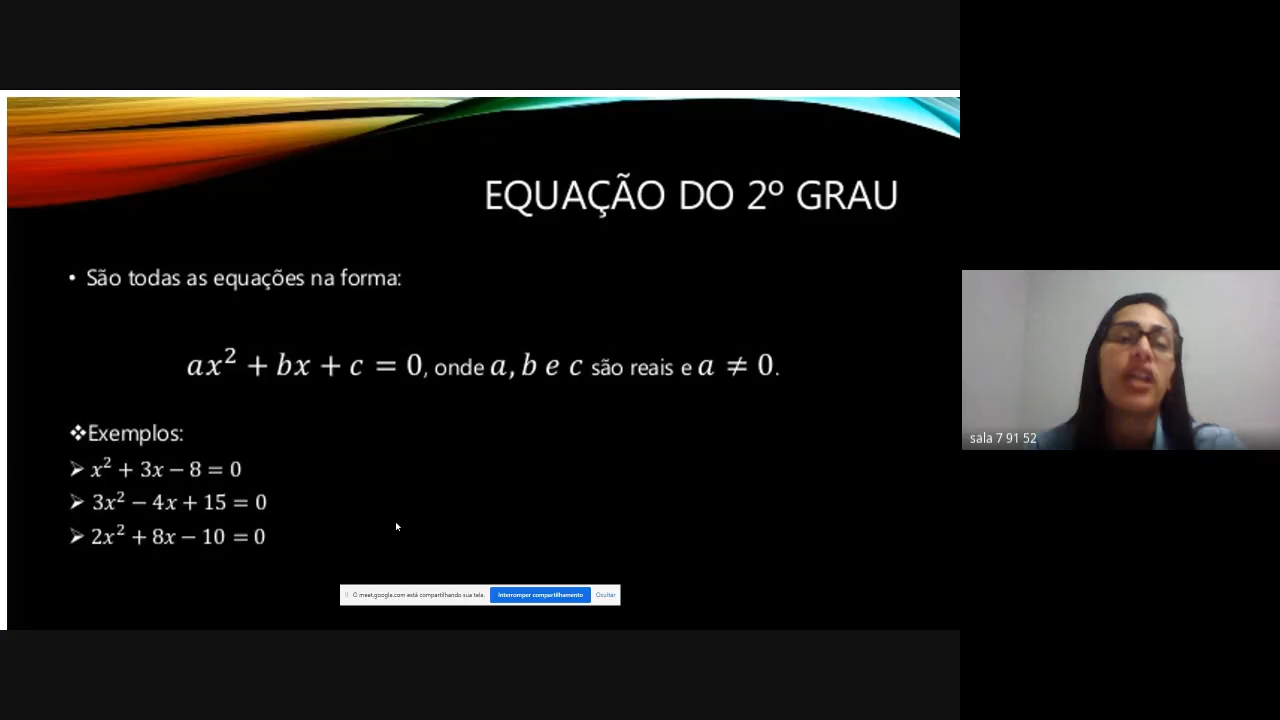 EQUAÇÃO DO 2º GRAU
• São todas as equações na forma:
ax² + bx + c = 0, onde a, b e c são reais e a ≠ 0.
❖Exemplos:
➢ x² + 3x − 8 = 0
➢ 3x² − 4x + 15 = 0
➢ 2x² + 8x − 10 = 0
sala 7 91 52
O meet.google.com está compartilhando sua tela. Interromper compartilhamento Ocultar